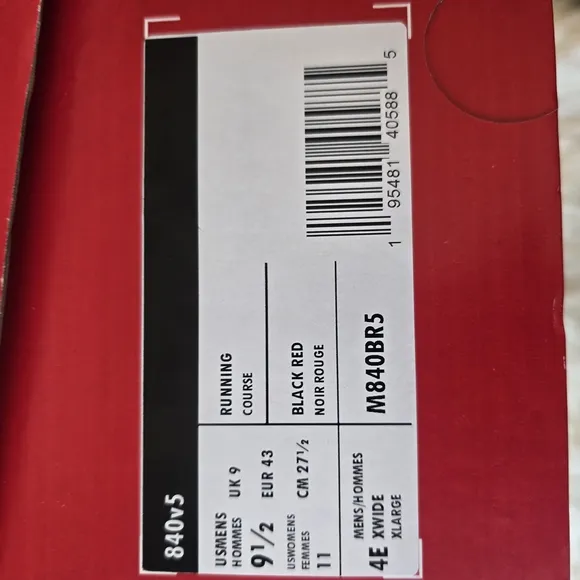 840v5
USMENS
HOMMES
UK 9
9 1/2
EUR 43
USWOMENS
FEMMES
11
CM 27 1/2
MENS/HOMMES
4E XWIDE
XLARGE
RUNNING
COURSE
BLACK RED
NOIR ROUGE
M840BR5
1 95481 40588 5